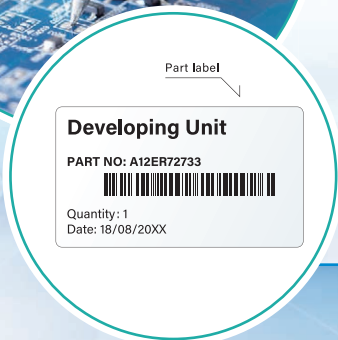 Part label
Developing Unit
PART NO: A12ER72733
Quantity: 1
Date: 18/08/20XX